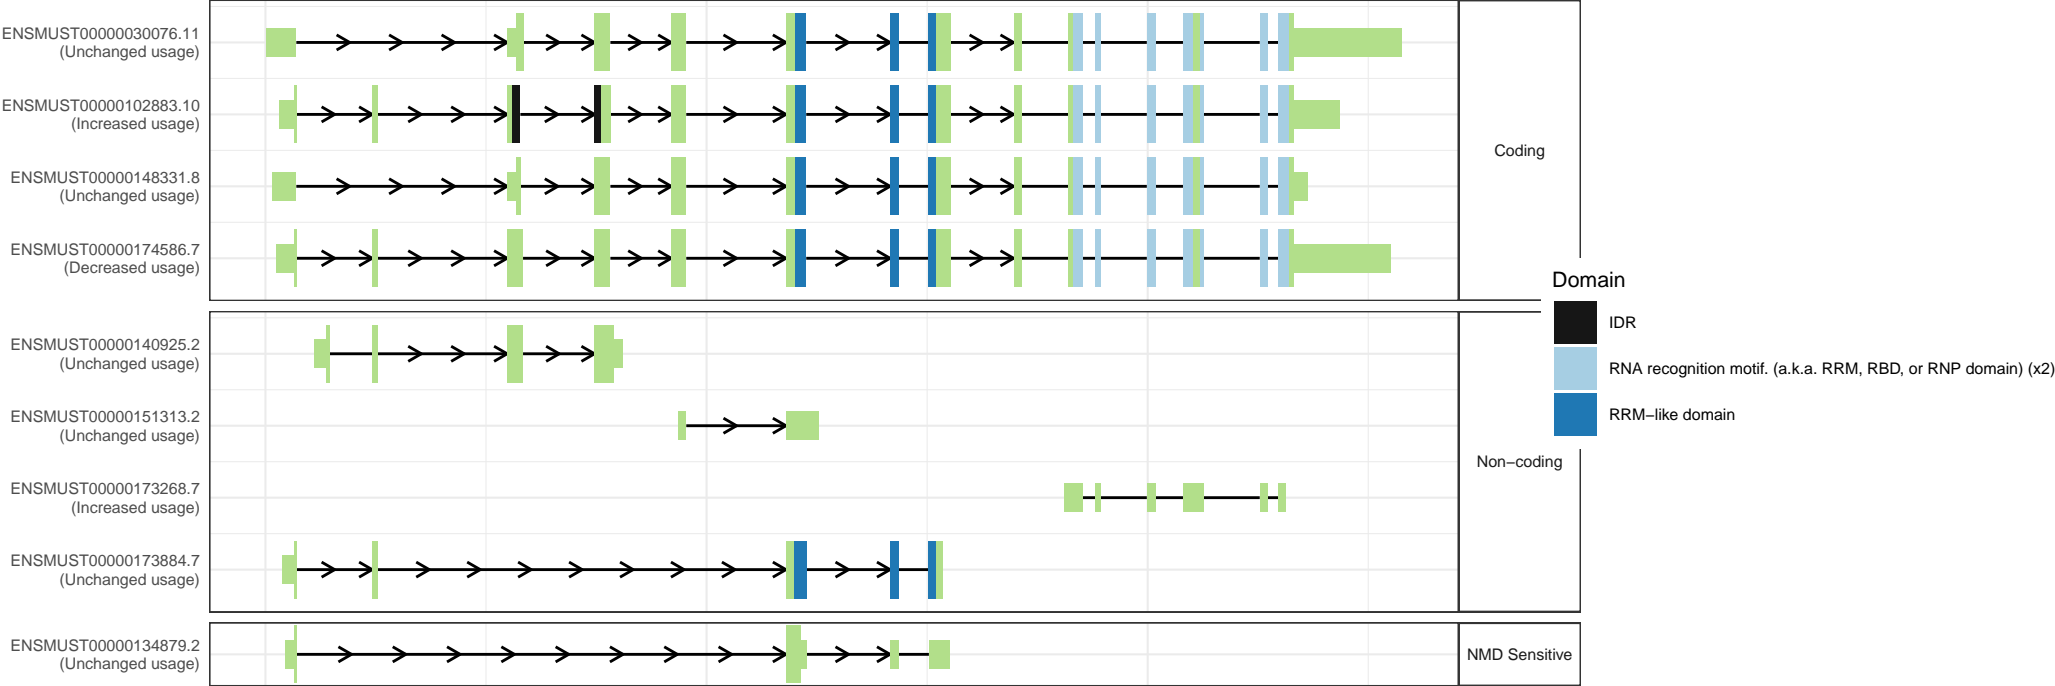 ENSMUST00000030076.11
(Unchanged usage)
ENSMUST00000102883.10
(Increased usage)
ENSMUST00000148331.8
(Unchanged usage)
ENSMUST00000174586.7
(Decreased usage)
Coding
ENSMUST00000140925.2
(Unchanged usage)
ENSMUST00000151313.2
(Unchanged usage)
ENSMUST00000173268.7
(Increased usage)
ENSMUST00000173884.7
(Unchanged usage)
Non−coding
ENSMUST00000134879.2
(Unchanged usage)
NMD Sensitive
Domain
IDR
RNA recognition motif. (a.k.a. RRM, RBD, or RNP domain) (x2)
RRM−like domain